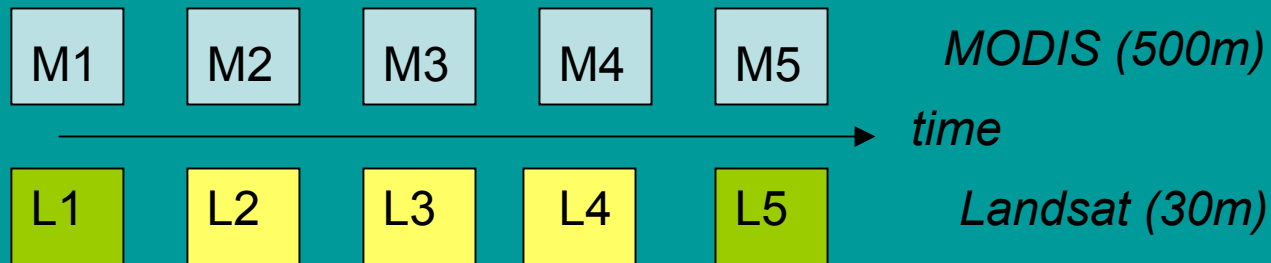 M1 M2 M3 M4 M5 MODIS (500m)
time
L1 L2 L3 L4 L5 Landsat (30m)